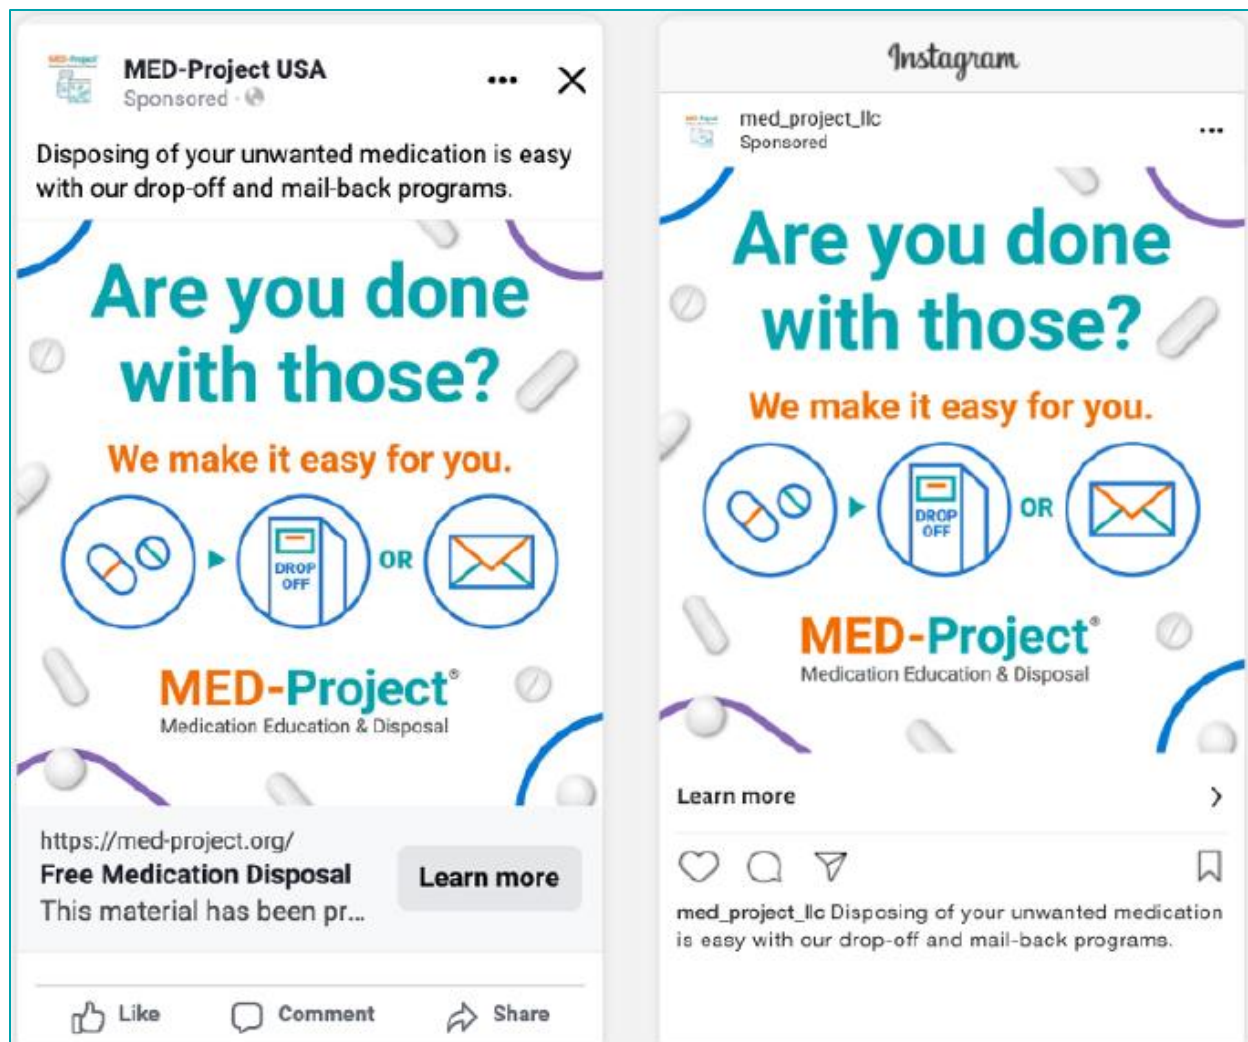 MED-Project USA
Sponsored ·
Disposing of your unwanted medication is easy
with our drop-off and mail-back programs.
Are you done
with those?
We make it easy for you.
DROP
OFF
OR
MED-Project®
Medication Education & Disposal
https://med-project.org/
Free Medication Disposal
This material has been pr...
Learn more
Like
Comment
Share
Instagram
med_project_llc
Sponsored
Are you done
with those?
We make it easy for you.
DROP
OFF
OR
MED-Project®
Medication Education & Disposal
Learn more
med_project_llc Disposing of your unwanted medication
is easy with our drop-off and mail-back programs.